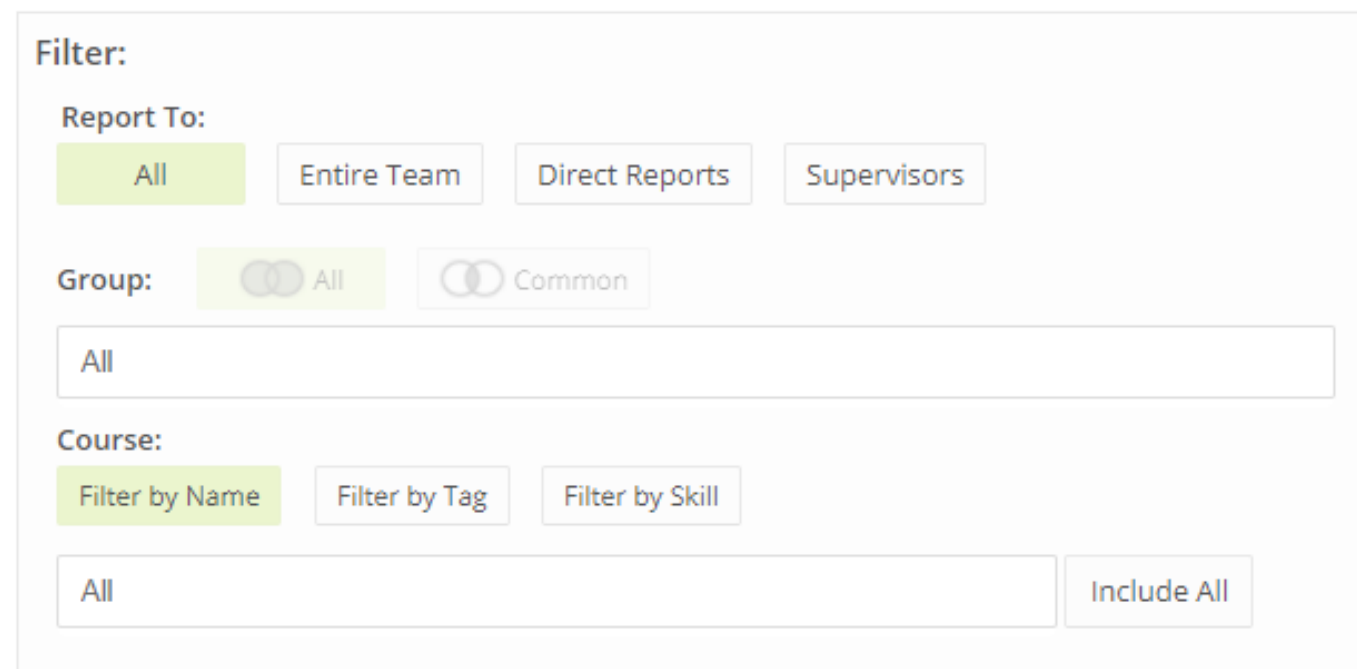 Filter:
Report To:
All Entire Team Direct Reports Supervisors
Group: All Common
All
Course:
Filter by Name Filter by Tag Filter by Skill
All Include All